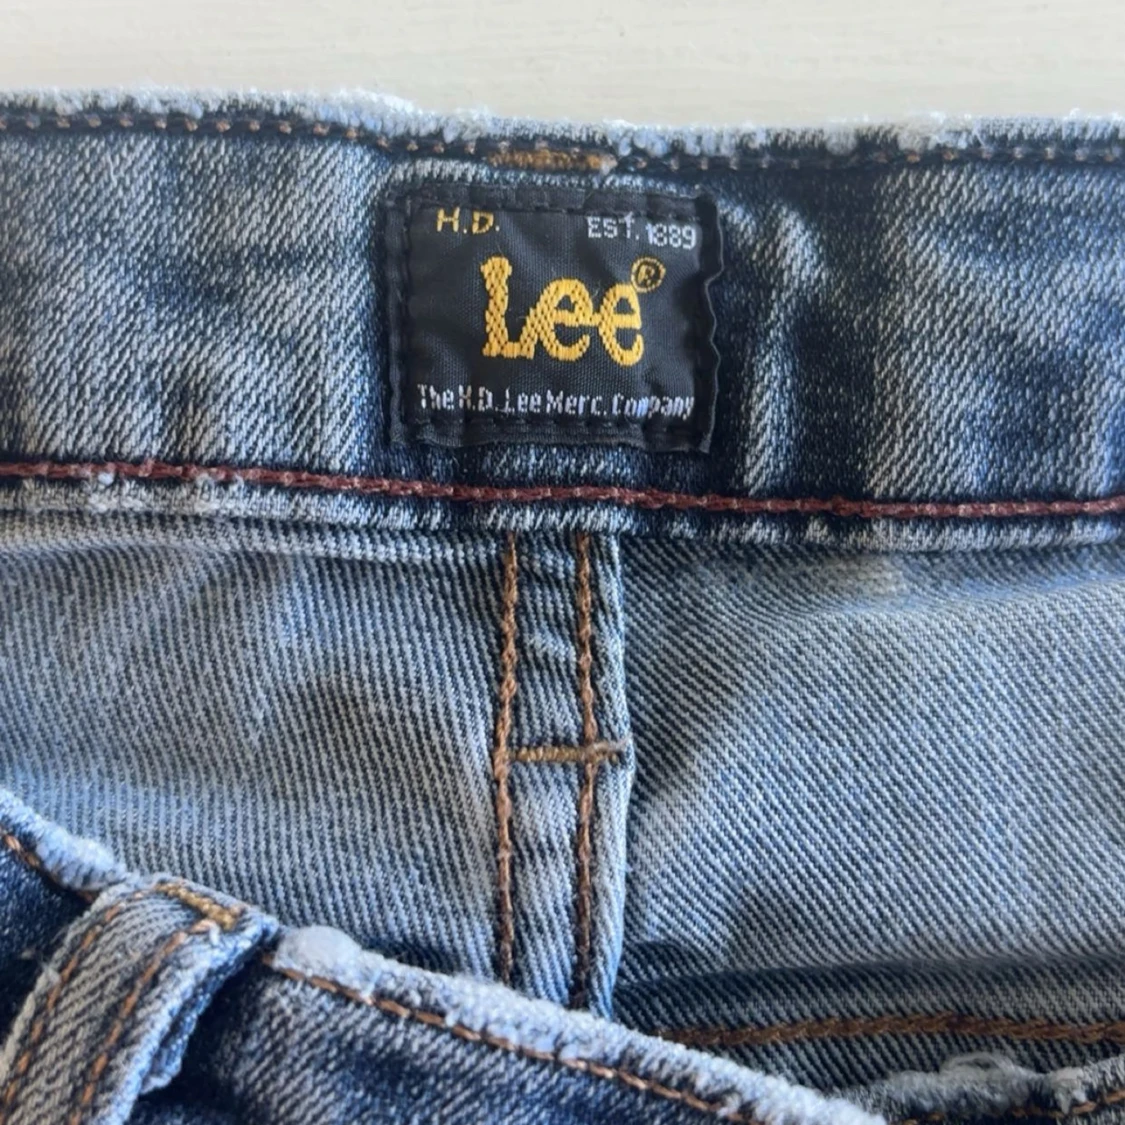 H.D. EST. 1889
Lee®
The H.D. Lee Merc. Company